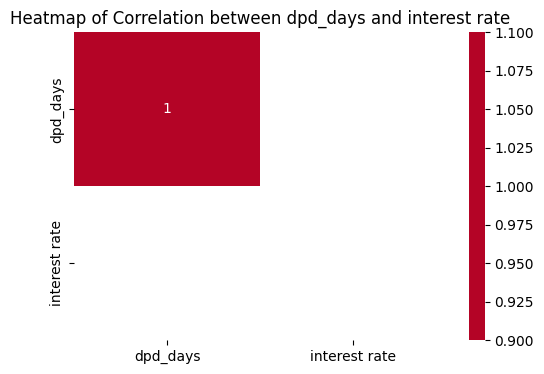 Heatmap of Correlation between dpd_days and interest rate
dpd_days
1
interest rate
dpd_days
interest rate
1.100
1.075
1.050
1.025
1.000
0.975
0.950
0.925
0.900